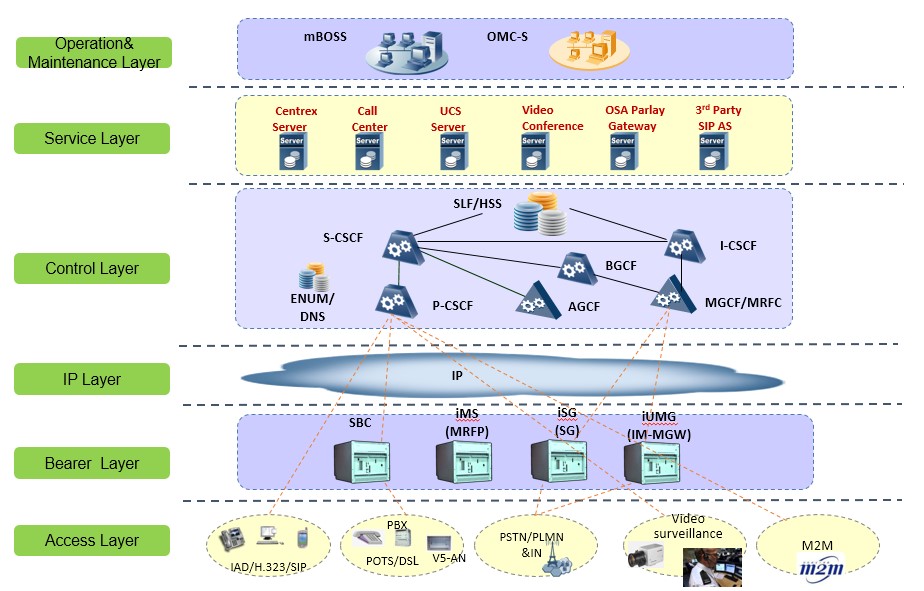 Operation&
Maintenance Layer
mBOSS
OMC-S
Service Layer
Centrex
Server
Call
Center
UCS
Server
Video
Conference
OSA Parlay
Gateway
3rd Party
SIP AS
Server
Server
Server
Server
Server
Server
Control Layer
SLF/HSS
S-CSCF
I-CSCF
BGCF
ENUM/
DNS
P-CSCF
AGCF
MGCF/MRFC
IP Layer
IP
Bearer Layer
SBC
iMS
(MRFP)
iSG
(SG)
iUMG
(IM-MGW)
Access Layer
IAD/H.323/SIP
PBX
POTS/DSL
V5-AN
PSTN/PLMN
&IN
Video
surveillance
M2M
m2m